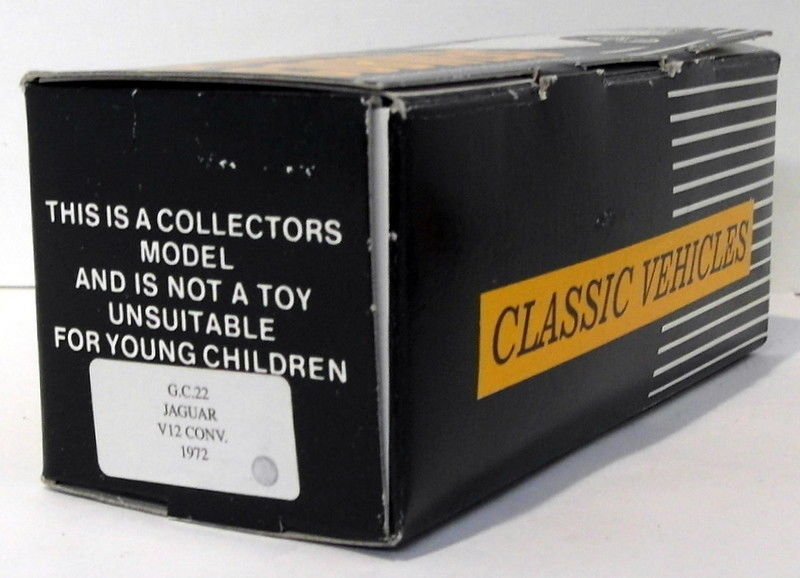 THIS IS A COLLECTORS
MODEL
AND IS NOT A TOY
UNSUITABLE
FOR YOUNG CHILDREN
G.C.22
JAGUAR
V12 CONV.
1972
CLASSIC VEHICLES